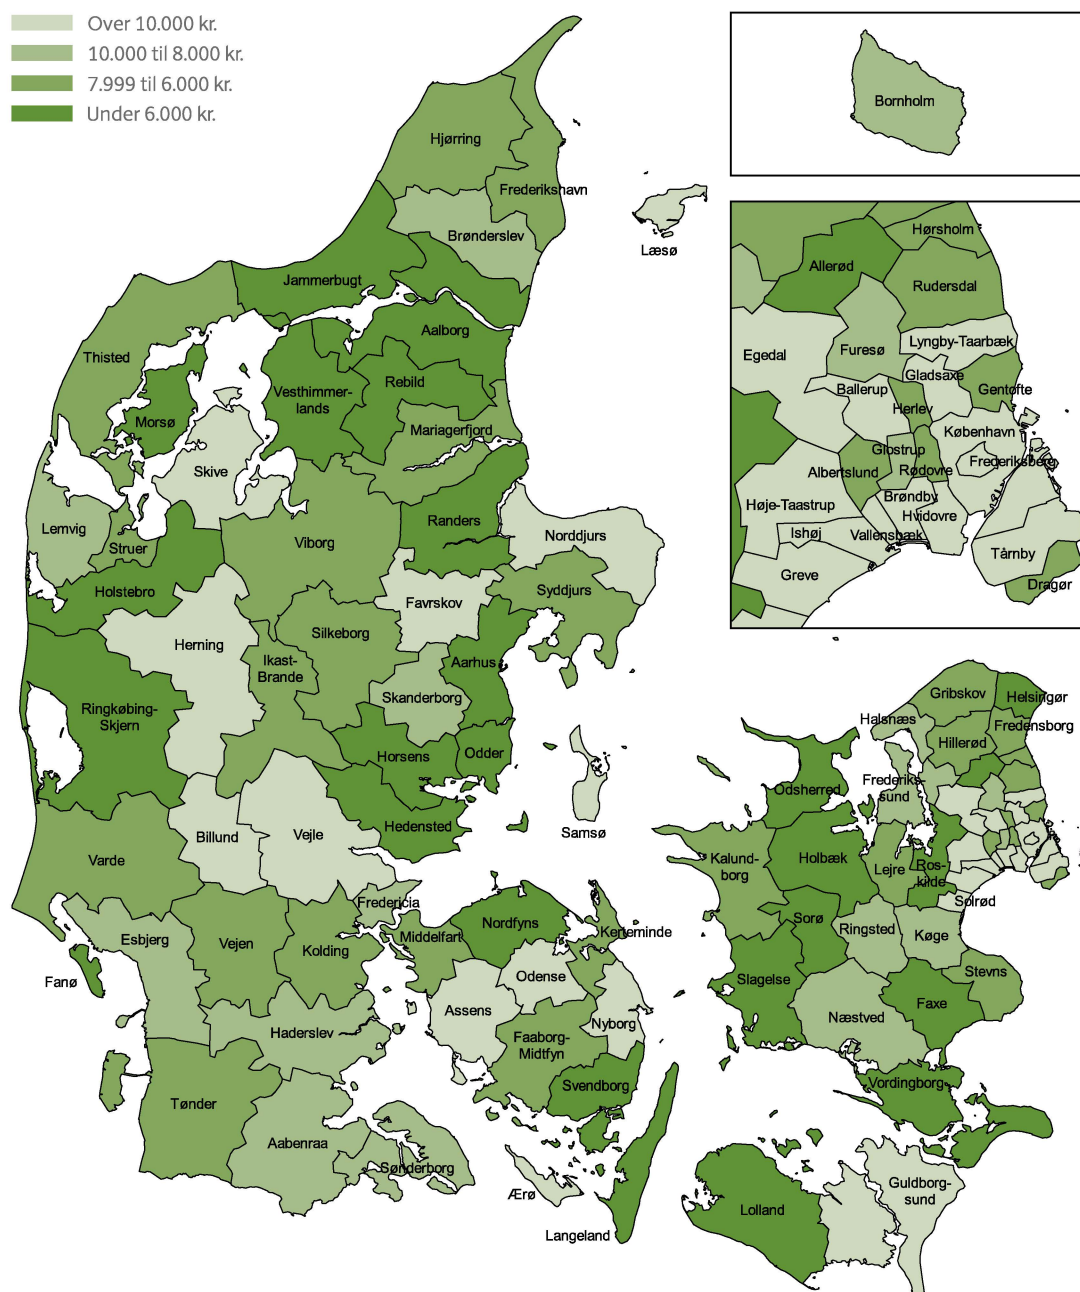 Over 10.000 kr.
10.000 til 8.000 kr.
7.999 til 6.000 kr.
Under 6.000 kr.
Bornholm
Hjørring
Frederikshavn
Brønderslev
Læsø
Jammerbugt
Aalborg
Thisted
Rebild
Vesthimmer-
lands
Morsø
Mariagerfjord
Skive
Lemvig
Struer
Viborg
Randers
Norddjurs
Holstebro
Favrskov
Syddjurs
Herning
Silkeborg
Ikast-
Brande
Aarhus
Skanderborg
Ringkøbing-
Skjern
Horsens
Odder
Hedensted
Samsø
Billund
Vejle
Varde
Fredericia
Esbjerg
Vejen
Kolding
Middelfart
Nordfyns
Kerteminde
Fanø
Odense
Assens
Nyborg
Haderslev
Faaborg-
Midtfyn
Svendborg
Tønder
Aabenraa
Sønderborg
Ærø
Langeland
Hørsholm
Allerød
Rudersdal
Egedal
Furesø
Lyngby-Taarbæk
Gladsaxe
Ballerup
Gentofte
Herlev
København
Glostrup
Frederiksberg
Albertslund
Rødovre
Brøndby
Høje-Taastrup
Hvidovre
Ishøj
Vallensbæk
Tårnby
Greve
Dragør
Gribskov
Helsingør
Halsnæs
Fredensborg
Hillerød
Frederiks-
sund
Odsherred
Kalund-
borg
Holbæk
Lejre
Ros-
kilde
Solrød
Sorø
Ringsted
Køge
Slagelse
Stevns
Næstved
Faxe
Vordingborg
Guldborg-
sund
Lolland